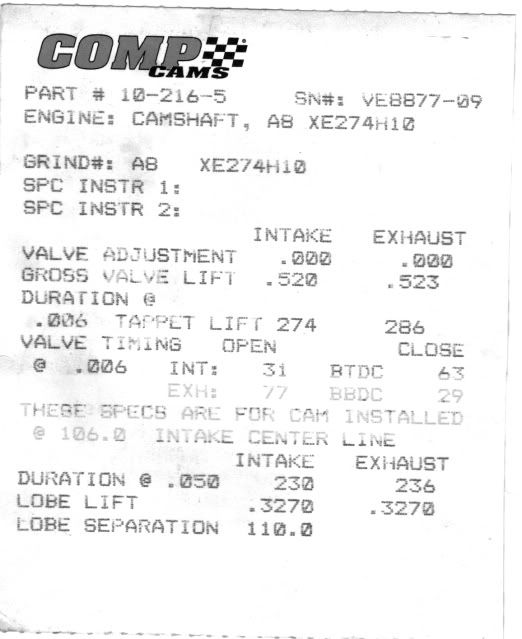 COMP
CAMS
PART # 10-216-5 SN#: VE8877-09
ENGINE: CAMSHAFT, A8 XE274H10
GRIND#: A8 XE274H10
SPC INSTR 1:
SPC INSTR 2:
INTAKE EXHAUST
VALVE ADJUSTMENT .000 .000
GROSS VALVE LIFT .520 .523
DURATION @
.006 TAPPET LIFT 274 286
VALVE TIMING OPEN CLOSE
@ .006 INT: 31 BTDC 63
EXH: 77 BBDC 29
THESE SPECS ARE FOR CAM INSTALLED
@ 106.0 INTAKE CENTER LINE
INTAKE EXHAUST
DURATION @ .050 230 236
LOBE LIFT .3270 .3270
LOBE SEPARATION 110.0